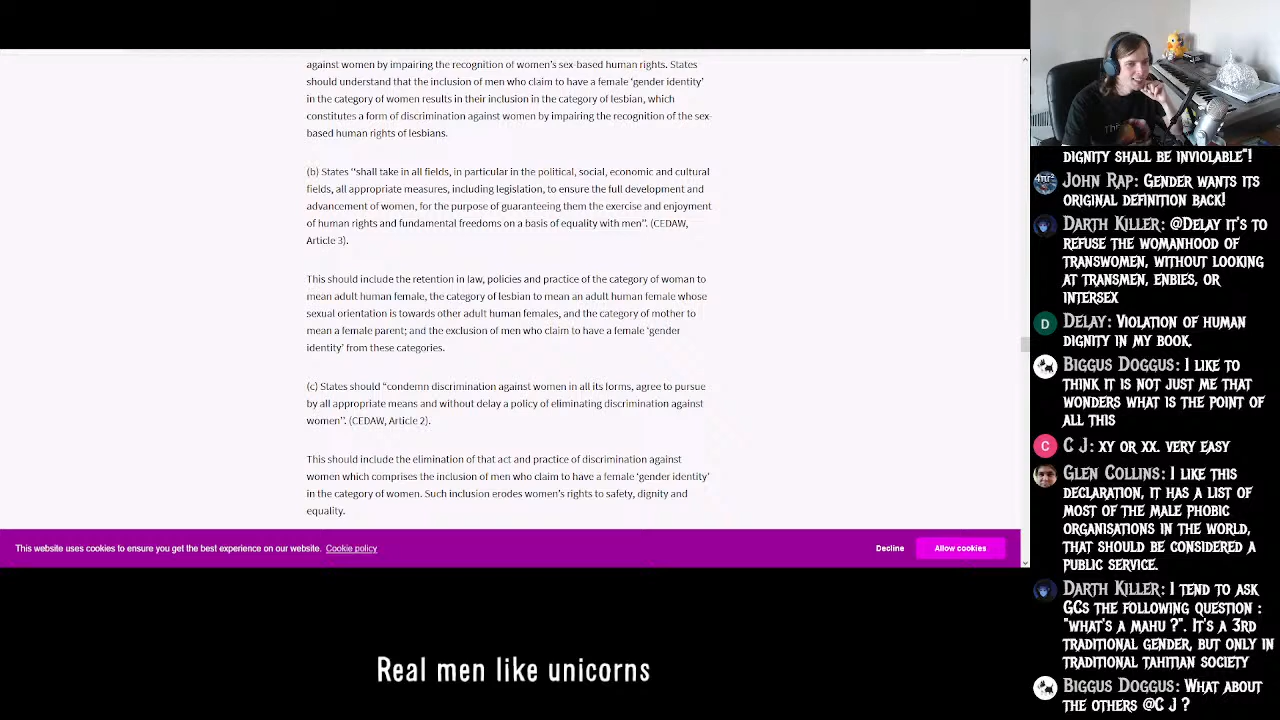 against women by impairing the recognition of women's sex-based human rights. States
should understand that the inclusion of men who claim to have a female 'gender identity'
in the category of women results in their inclusion in the category of lesbian, which
constitutes a form of discrimination against women by impairing the recognition of the sex-
based human rights of lesbians.
(b) States "shall take in all fields, in particular in the political, social, economic and cultural
fields, all appropriate measures, including legislation, to ensure the full development and
advancement of women, for the purpose of guaranteeing them the exercise and enjoyment
of human rights and fundamental freedoms on a basis of equality with men". (CEDAW,
Article 3).
This should include the retention in law, policies and practice of the category of woman to
mean adult human female, the category of lesbian to mean an adult human female whose
sexual orientation is towards other adult human females, and the category of mother to
mean a female parent; and the exclusion of men who claim to have a female 'gender
identity' from these categories.
(c) States should "condemn discrimination against women in all its forms, agree to pursue
by all appropriate means and without delay a policy of eliminating discrimination against
women". (CEDAW, Article 2).
This should include the elimination of that act and practice of discrimination against
women which comprises the inclusion of men who claim to have a female 'gender identity'
in the category of women. Such inclusion erodes women's rights to safety, dignity and
equality.
This website uses cookies to ensure you get the best experience on our website. Cookie policy
Decline
Allow cookies
Real men like unicorns
DIGNITY SHALL BE INVIOLABLE"!
JOHN RAP: GENDER WANTS ITS
ORIGINAL DEFINITION BACK!
DARTH KILLER: @DELAY IT'S TO
REFUSE THE WOMANHOOD OF
TRANSWOMEN, WITHOUT LOOKING
AT TRANSMEN, ENBIES, OR
INTERSEX
D
DELAY: VIOLATION OF HUMAN
DIGNITY IN MY BOOK.
BIGGUS DOGGUS: I LIKE TO
THINK IT IS NOT JUST ME THAT
WONDERS WHAT IS THE POINT OF
ALL THIS
C
C J: XY OR XX. VERY EASY
GLEN COLLINS: I LIKE THIS
DECLARATION, IT HAS A LIST OF
MOST OF THE MALE PHOBIC
ORGANISATIONS IN THE WORLD,
THAT SHOULD BE CONSIDERED A
PUBLIC SERVICE.
DARTH KILLER: I TEND TO ASK
GCS THE FOLLOWING QUESTION :
"WHAT'S A MAHU ?". IT'S A 3RD
TRADITIONAL GENDER, BUT ONLY IN
TRADITIONAL TAHITIAN SOCIETY
BIGGUS DOGGUS: WHAT ABOUT
THE OTHERS @C J ?